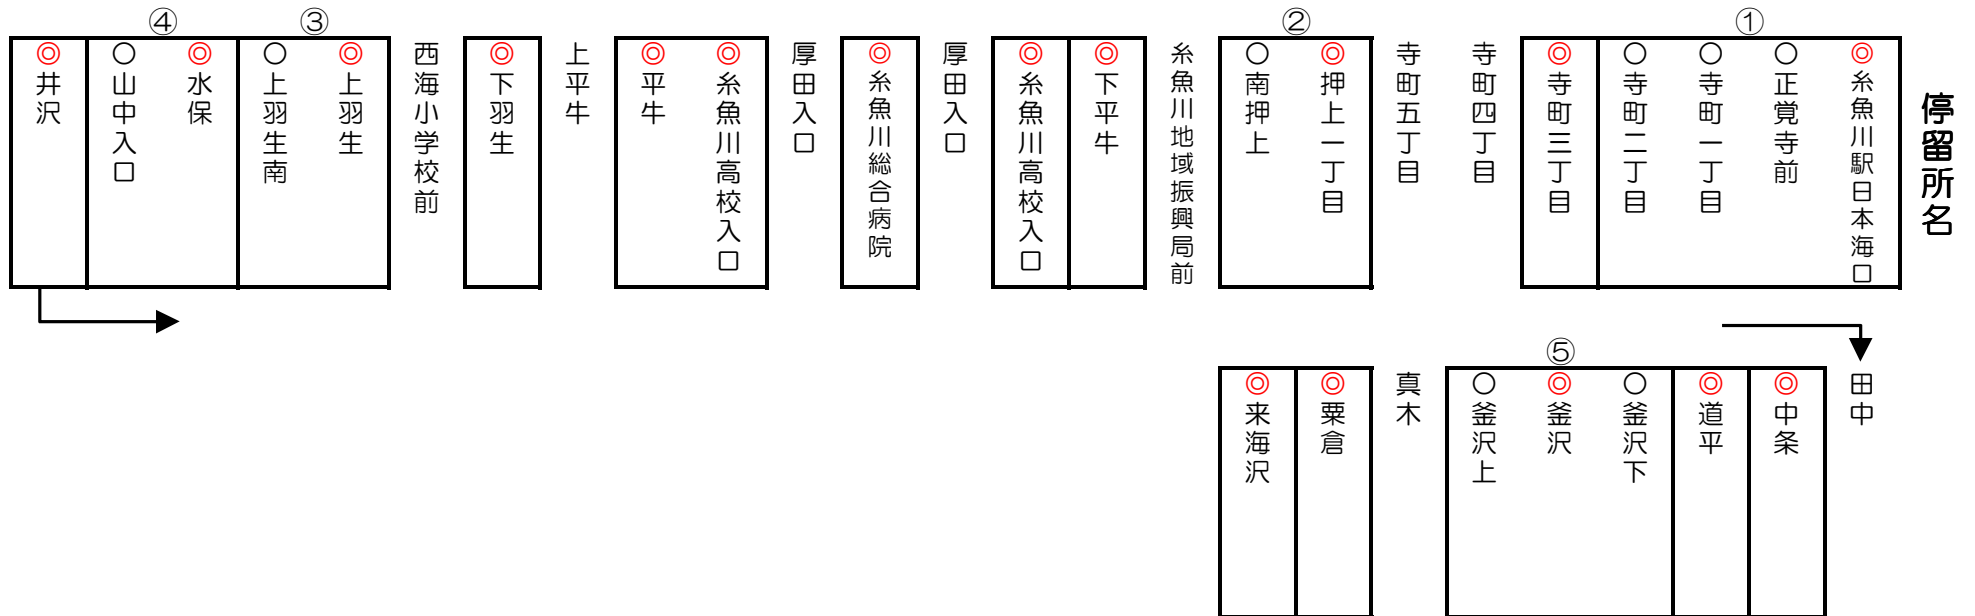 停留所名
①
◎糸魚川駅日本海口
○正覚寺前
○寺町一丁目
○寺町二丁目
◎寺町三丁目
寺町四丁目
寺町五丁目
②
◎押上一丁目
○南押上
糸魚川地域振興局前
◎下平牛
◎糸魚川高校入口
厚田入口
◎糸魚川総合病院
厚田入口
◎糸魚川高校入口
◎平牛
上平牛
◎下羽生
西海小学校前
③
◎上羽生
○上羽生南
④
◎水保
○山中入口
◎井沢
田中
◎中条
◎道平
⑤
○釜沢下
◎釜沢
○釜沢上
真木
◎粟倉
◎来海沢